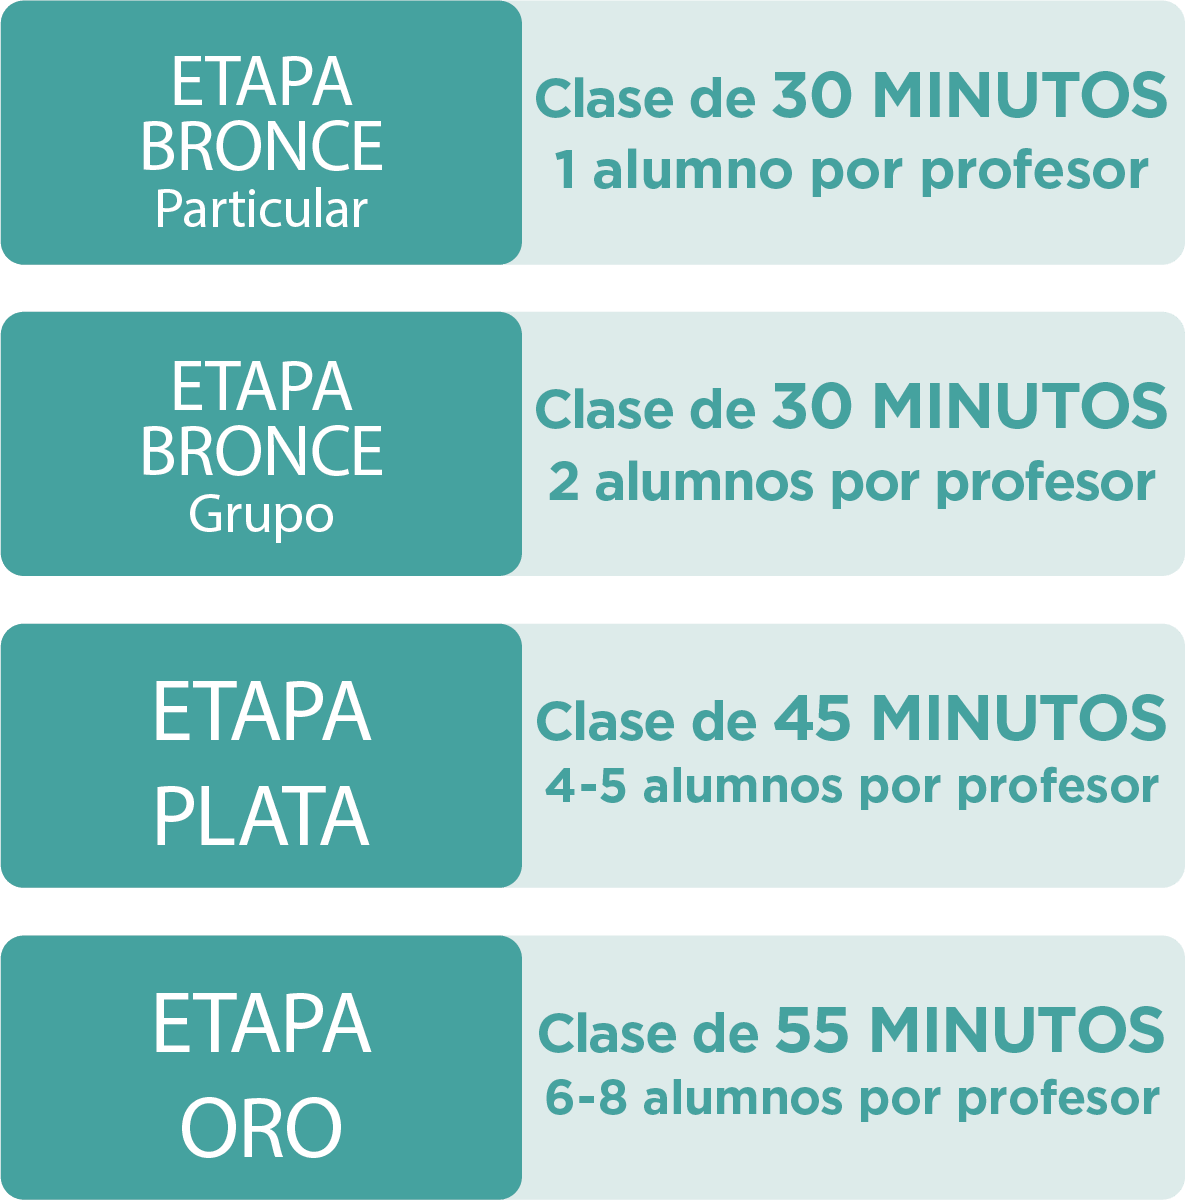 ETAPA
BRONCE
Particular
Clase de 30 MINUTOS
1 alumno por profesor
ETAPA
BRONCE
Grupo
Clase de 30 MINUTOS
2 alumnos por profesor
ETAPA
PLATA
Clase de 45 MINUTOS
4-5 alumnos por profesor
ETAPA
ORO
Clase de 55 MINUTOS
6-8 alumnos por profesor